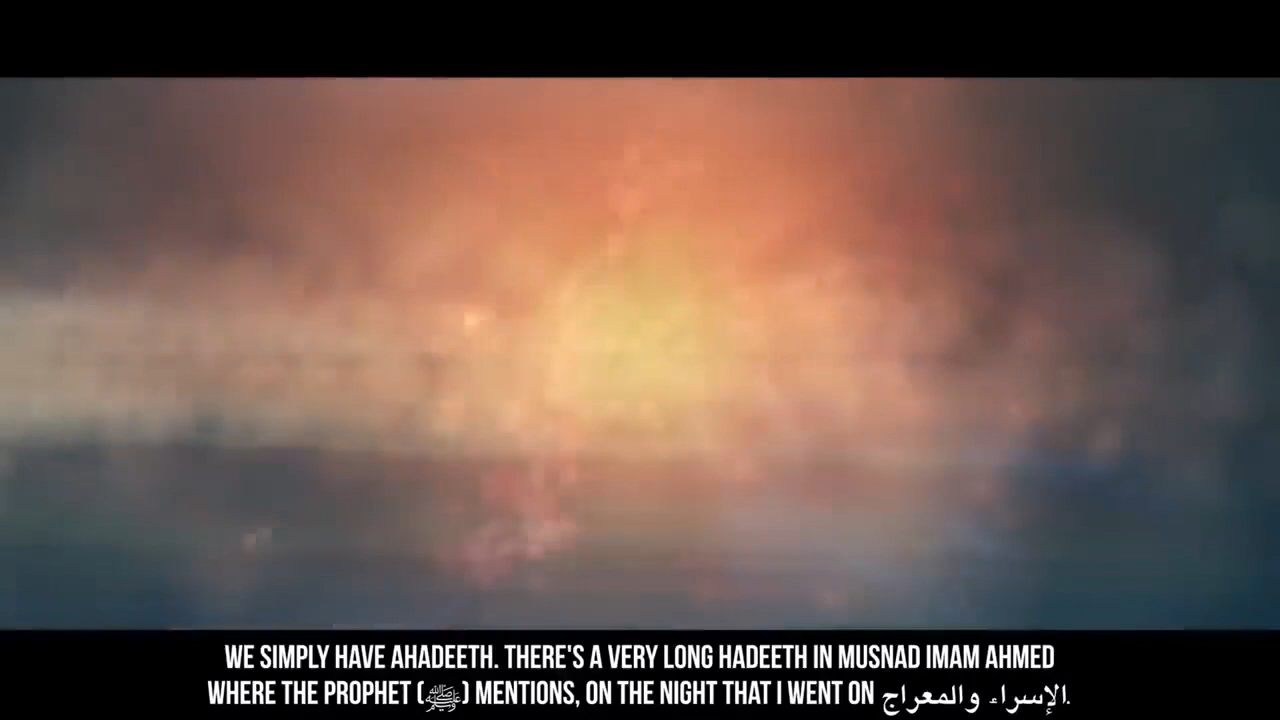 WE SIMPLY HAVE AHADEETH. THERE'S A VERY LONG HADEETH IN MUSNAD IMAM AHMED
WHERE THE PROPHET (ﷺ) MENTIONS, ON THE NIGHT THAT I WENT ON الإسراء والمعراج.